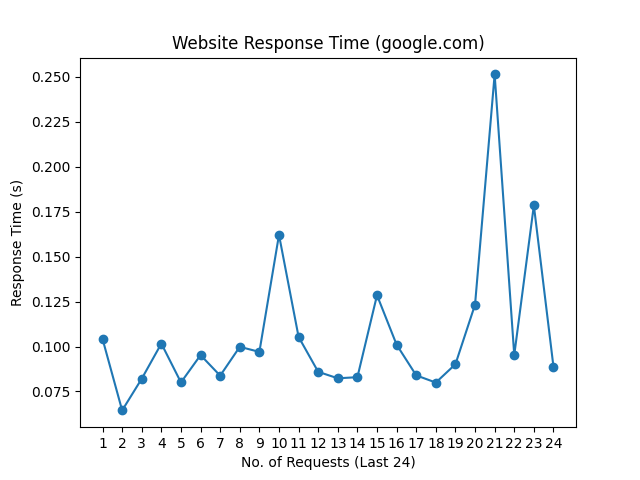 Website Response Time (google.com)
0.250
0.225
0.200
0.175
0.150
0.125
0.100
0.075
Response Time (s)
1 2 3 4 5 6 7 8 9 10 11 12 13 14 15 16 17 18 19 20 21 22 23 24
No. of Requests (Last 24)